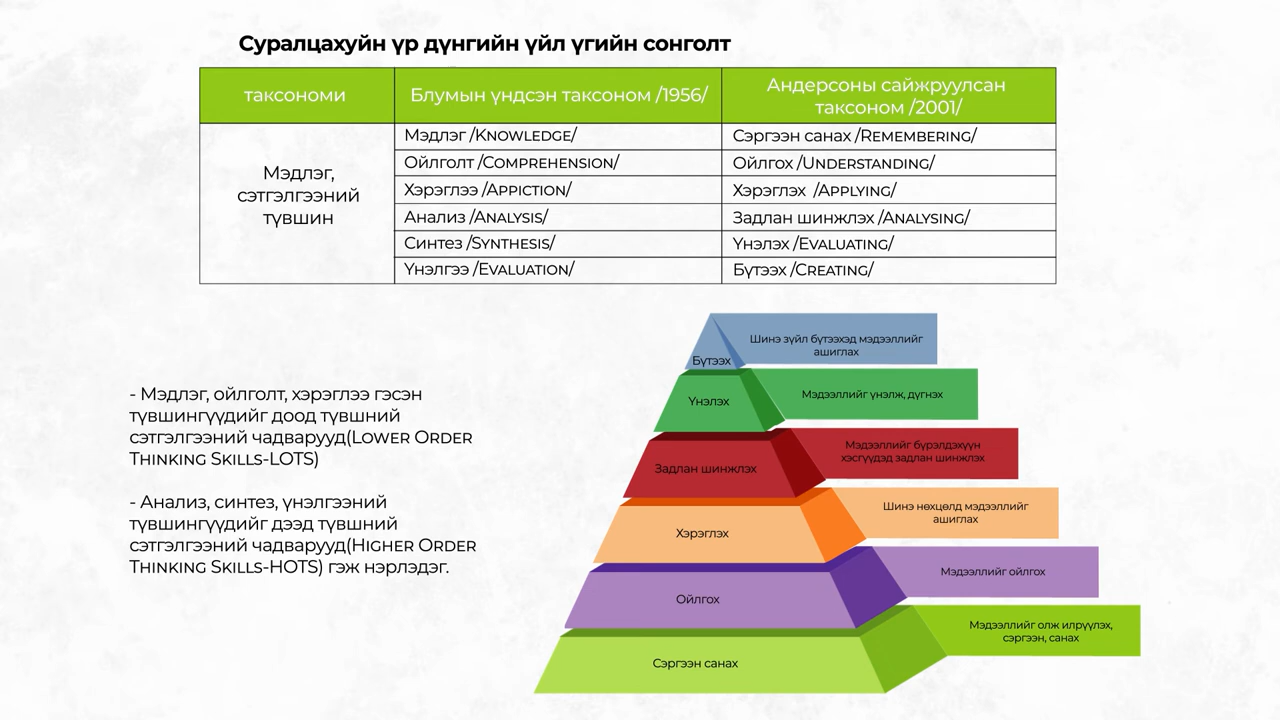 Суралцахуйн үр дүнгийн үйл үгийн сонголт
таксономи
Блумын үндсэн таксоном /1956/
Андерсоны сайжруулсан
таксоном /2001/
Мэдлэг,
сэтгэлгээний
түвшин
Мэдлэг /KNOWLEDGE/
Сэргээн санах /REMEMBERING/
Ойлголт /COMPREHENSION/
Ойлгох /UNDERSTANDING/
Хэрэглээ /APPICTION/
Хэрэглэх /APPLYING/
Анализ /ANALYSIS/
Задлан шинжлэх /ANALYSING/
Синтез /SYNTHESIS/
Үнэлэх /EVALUATING/
Үнэлгээ /EVALUATION/
Бүтээх /CREATING/
- Мэдлэг, ойлголт, хэрэглээ гэсэн
түвшингүүдийг доод түвшний
сэтгэлгээний чадварууд(LOWER ORDER
THINKING SKILLS-LOTS)
- Анализ, синтез, үнэлгээний
түвшингүүдийг дээд түвшний
сэтгэлгээний чадварууд(HIGHER ORDER
THINKING SKILLS-HOTS) гэж нэрлэдэг.
Бүтээх
Шинэ зүйл бүтээхэд мэдээллийг
ашиглах
Үнэлэх
Мэдээллийг үнэлж, дүгнэх
Задлан шинжлэх
Мэдээллийг бүрэлдэхүүн
хэсгүүдэд задлан шинжлэх
Хэрэглэх
Шинэ нөхцөлд мэдээллийг
ашиглах
Ойлгох
Мэдээллийг ойлгох
Сэргээн санах
Мэдээллийг олж илрүүлэх,
сэргээн, санах